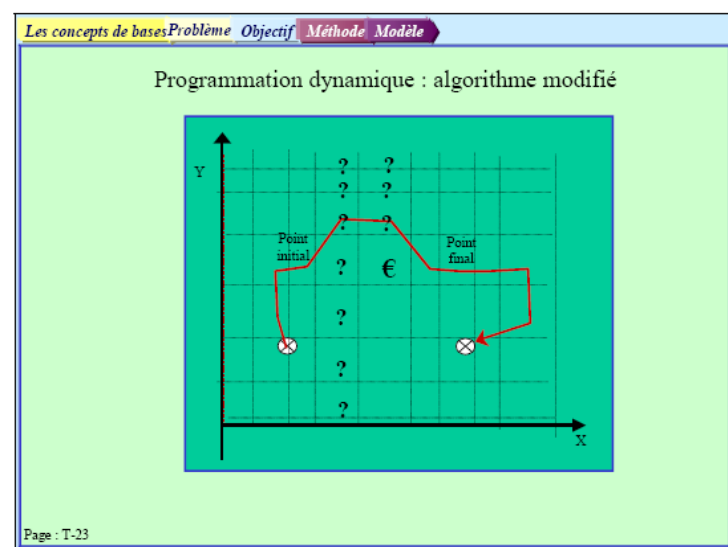 Les concepts de bases Problème Objectif Méthode Modèle
Programmation dynamique : algorithme modifié
Y
? ?
? ?
? ?
Point
initial
Point
final
? €
?
?
?
X
Page : T-23